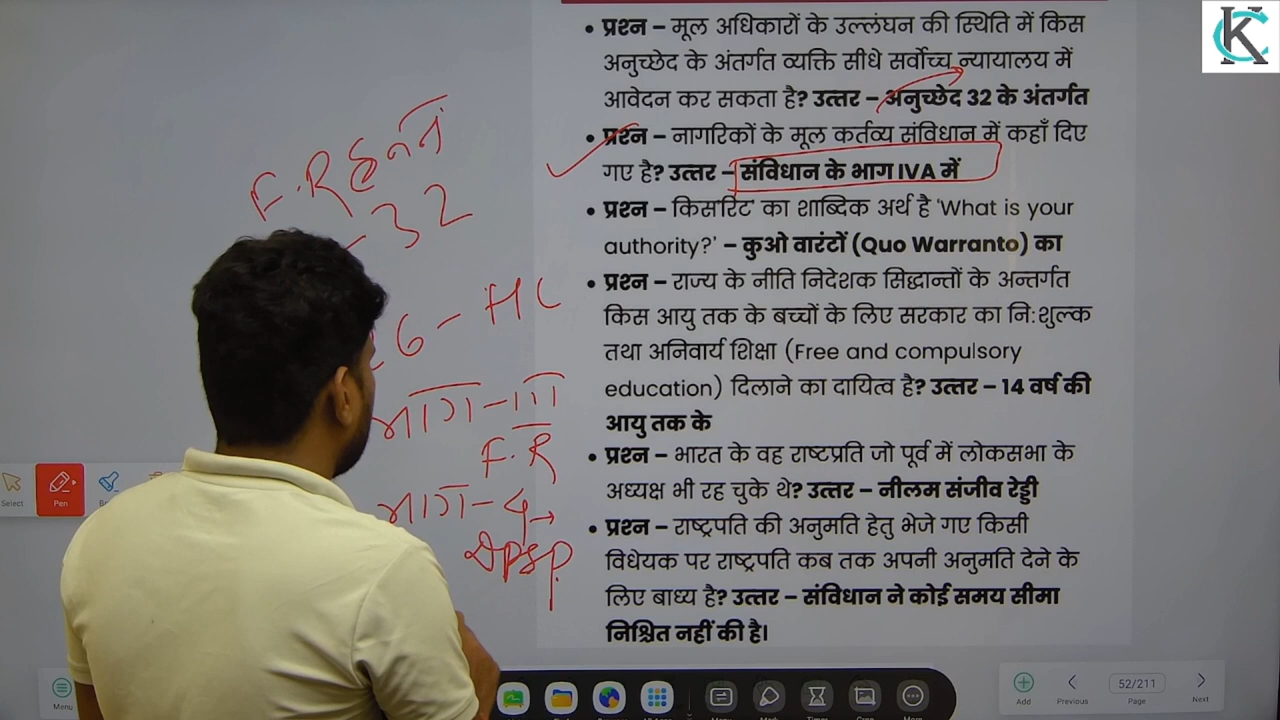 • प्रश्न – मूल अधिकारों के उल्लंघन की स्थिति में किस
अनुच्छेद के अंतर्गत व्यक्ति सीधे सर्वोच्च न्यायालय में
आवेदन कर सकता है? उत्तर – अनुच्छेद 32 के अंतर्गत
• प्रश्न – नागरिकों के मूल कर्तव्य संविधान में कहाँ दिए
गए है? उत्तर – संविधान के भाग IVA में
• प्रश्न – किस'रिट' का शाब्दिक अर्थ है 'What is your
authority?' – कुओ वारंटों (Quo Warranto) का
• प्रश्न – राज्य के नीति निदेशक सिद्धान्तों के अन्तर्गत
किस आयु तक के बच्चों के लिए सरकार का नि:शुल्क
तथा अनिवार्य शिक्षा (Free and compulsory
education) दिलाने का दायित्व है? उत्तर – 14 वर्ष की
आयु तक के
• प्रश्न – भारत के वह राष्टप्रति जो पूर्व में लोकसभा के
अध्यक्ष भी रह चुके थे? उत्तर – नीलम संजीव रेड्डी
• प्रश्न – राष्ट्रपति की अनुमति हेतु भेजे गए किसी
विधेयक पर राष्ट्रपति कब तक अपनी अनुमति देने के
लिए बाध्य है? उत्तर – संविधान ने कोई समय सीमा
निश्चित नहीं की है।
F.R हनन
- 32
26 - HC
भाग - III
F.R
भाग - 4 →
DPSP
KC
Select
Pen
Menu
Add
Previous
52/211
Page
Next